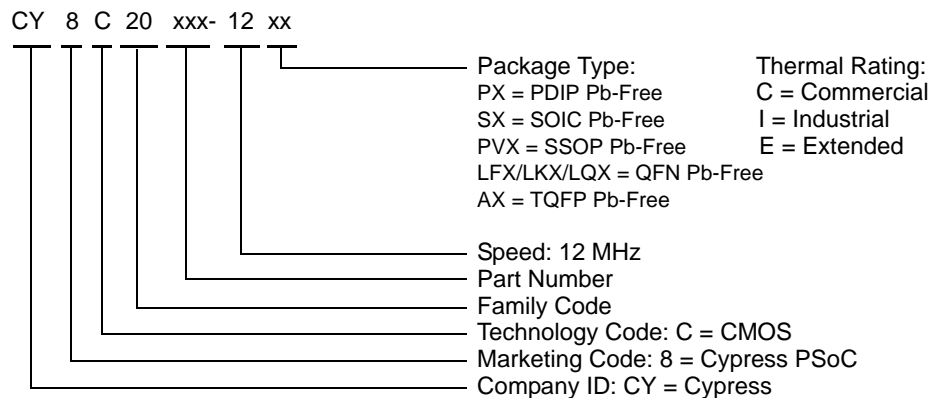 CY 8 C 20 xxx- 12 xx
Package Type: Thermal Rating:
PX = PDIP Pb-Free C = Commercial
SX = SOIC Pb-Free I = Industrial
PVX = SSOP Pb-Free E = Extended
LFX/LKX/LQX = QFN Pb-Free
AX = TQFP Pb-Free
Speed: 12 MHz
Part Number
Family Code
Technology Code: C = CMOS
Marketing Code: 8 = Cypress PSoC
Company ID: CY = Cypress